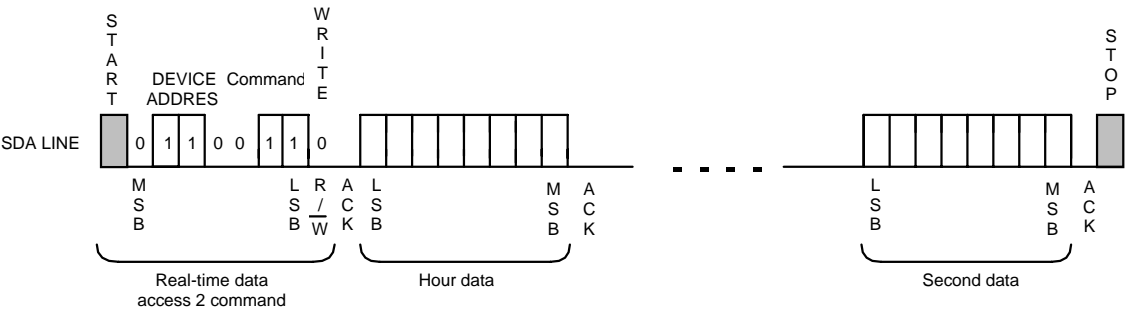 START
WRITE
STOP
DEVICE Command
ADDRES
SDA LINE
0 1 1 0 0 1 1 0
MSB
LSB
R/W
ACK
LSB
MSB
ACK
LSB
MSB
ACK
Real-time data
access 2 command
Hour data
Second data